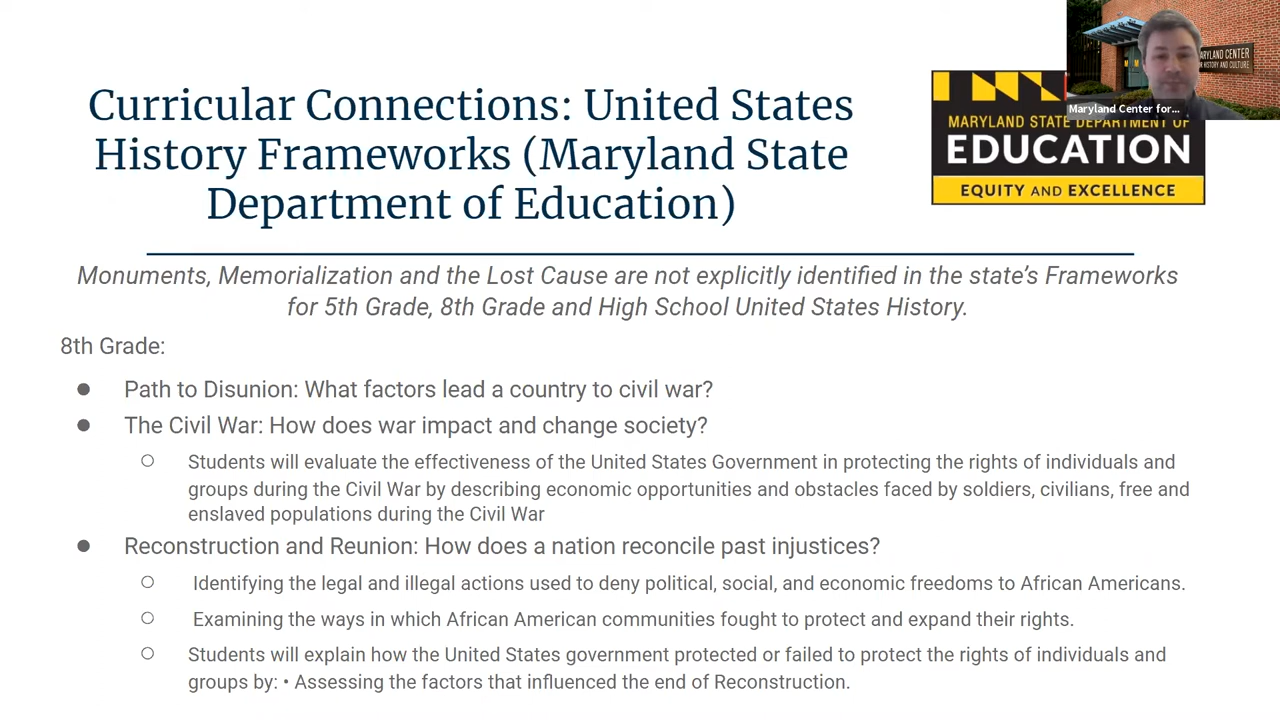 Curricular Connections: United States
History Frameworks (Maryland State
Department of Education)
MARYLAND STATE DEPARTMENT OF
EDUCATION
EQUITY AND EXCELLENCE
MARYLAND CENTER
FOR HISTORY AND CULTURE
Maryland Center for...
Monuments, Memorialization and the Lost Cause are not explicitly identified in the state’s Frameworks
for 5th Grade, 8th Grade and High School United States History.
8th Grade:
● Path to Disunion: What factors lead a country to civil war?
● The Civil War: How does war impact and change society?
○ Students will evaluate the effectiveness of the United States Government in protecting the rights of individuals and
groups during the Civil War by describing economic opportunities and obstacles faced by soldiers, civilians, free and
enslaved populations during the Civil War
● Reconstruction and Reunion: How does a nation reconcile past injustices?
○ Identifying the legal and illegal actions used to deny political, social, and economic freedoms to African Americans.
○ Examining the ways in which African American communities fought to protect and expand their rights.
○ Students will explain how the United States government protected or failed to protect the rights of individuals and
groups by: • Assessing the factors that influenced the end of Reconstruction.